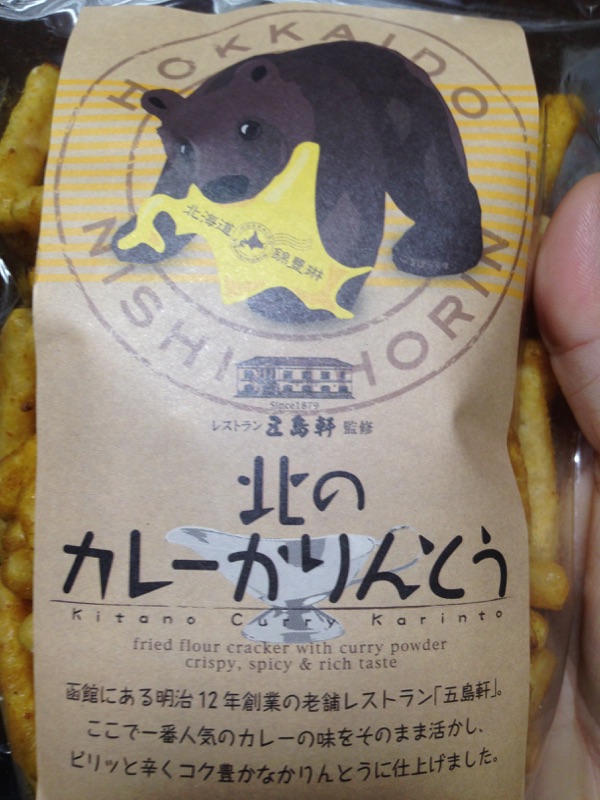 HOKKAIDO
北海道
錦豊琳
NISHIKI HORIN
Since1879
レストラン 五島軒 監修
北の
カレーかりんとう
Kitano Curry Karinto
fried flour cracker with curry powder
crispy, spicy & rich taste
函館にある明治12年創業の老舗レストラン「五島軒」。
ここで一番人気のカレーの味をそのまま活かし、
ピリッと辛くコク豊かなかりんとうに仕上げました。